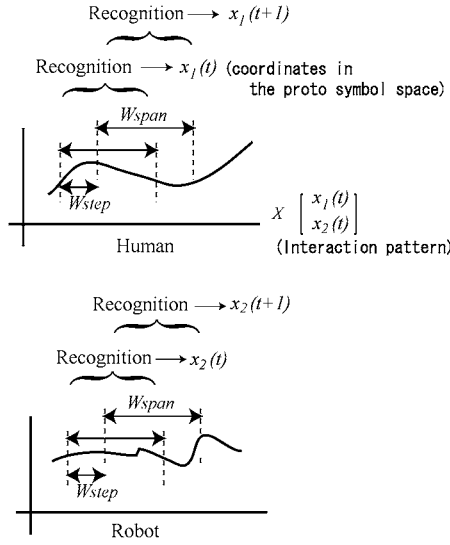 Recognition → x₁(t+1)
Recognition → x₁(t) (coordinates in
the proto symbol space)
Wspan
Wstep
Human
X [ x₁(t)
x₂(t) ]
(Interaction pattern)
Recognition → x₂(t+1)
Recognition → x₂(t)
Wspan
Wstep
Robot